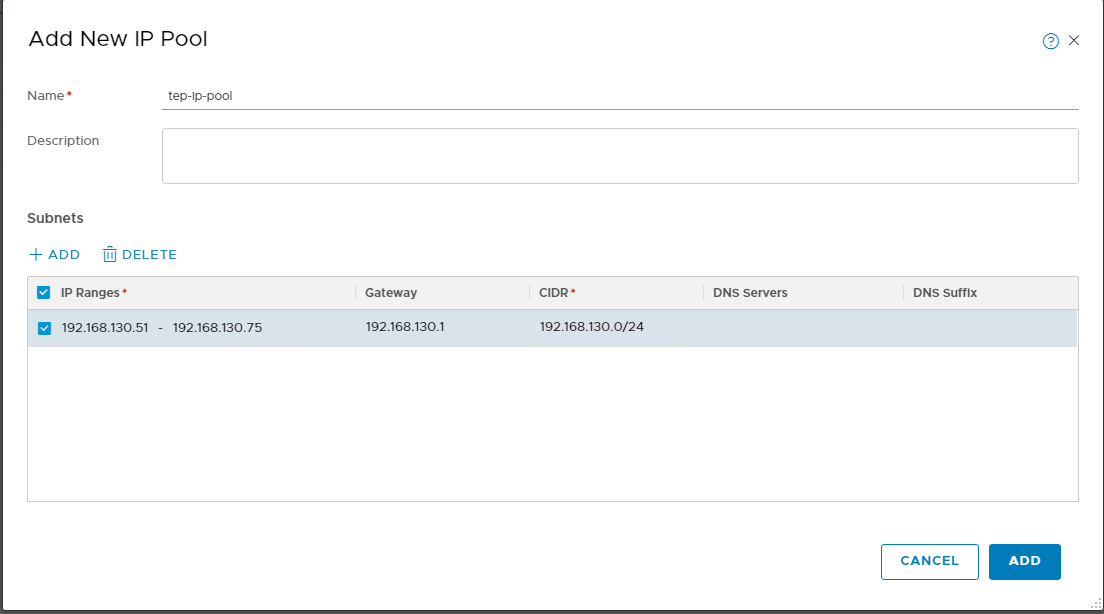 Add New IP Pool
?
Name*
tep-ip-pool
Description
Subnets
+ ADD DELETE
IP Ranges* Gateway CIDR* DNS Servers DNS Suffix
192.168.130.51 - 192.168.130.75 192.168.130.1 192.168.130.0/24
CANCEL ADD